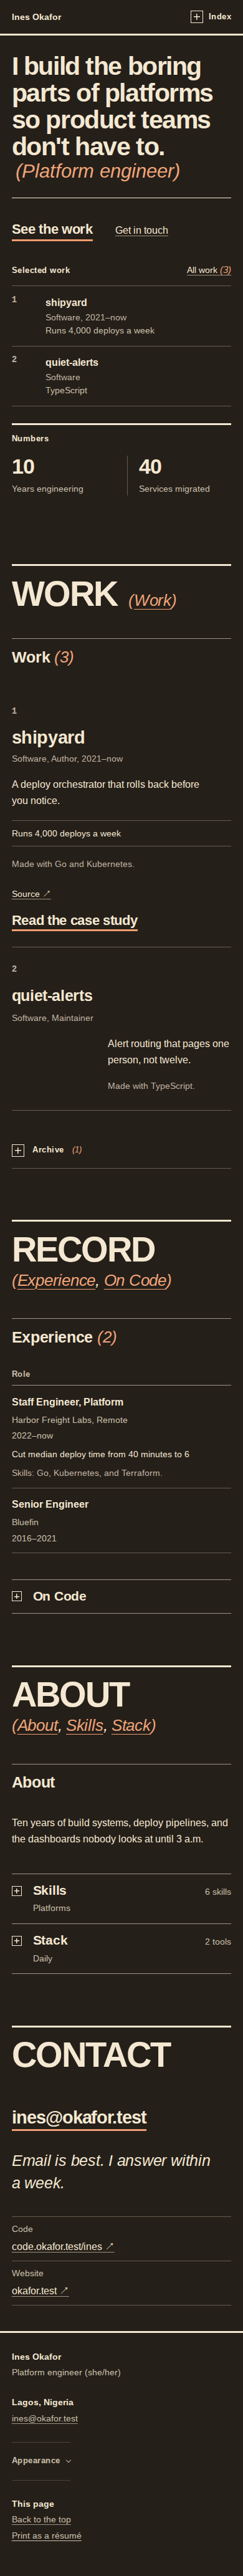 Ines Okafor
Index
I build the boring
parts of platforms
so product teams
don't have to.
(Platform engineer)
See the work
Get in touch
Selected work
All work (3)
1
shipyard
Software, 2021–now
Runs 4,000 deploys a week
2
quiet-alerts
Software
TypeScript
Numbers
10
40
Years engineering
Services migrated
WORK (Work)
Work (3)
1
shipyard
Software, Author, 2021–now
A deploy orchestrator that rolls back before
you notice.
Runs 4,000 deploys a week
Made with Go and Kubernetes.
Source ↗
Read the case study
2
quiet-alerts
Software, Maintainer
Alert routing that pages one
person, not twelve.
Made with TypeScript.
Archive (1)
RECORD
(Experience, On Code)
Experience (2)
Role
Staff Engineer, Platform
Harbor Freight Labs, Remote
2022–now
Cut median deploy time from 40 minutes to 6
Skills: Go, Kubernetes, and Terraform.
Senior Engineer
Bluefin
2016–2021
On Code
ABOUT
(About, Skills, Stack)
About
Ten years of build systems, deploy pipelines, and
the dashboards nobody looks at until 3 a.m.
Skills
6 skills
Platforms
Stack
2 tools
Daily
CONTACT
ines@okafor.test
Email is best. I answer within
a week.
Code
code.okafor.test/ines ↗
Website
okafor.test ↗
Ines Okafor
Platform engineer (she/her)
Lagos, Nigeria
ines@okafor.test
Appearance
This page
Back to the top
Print as a résumé